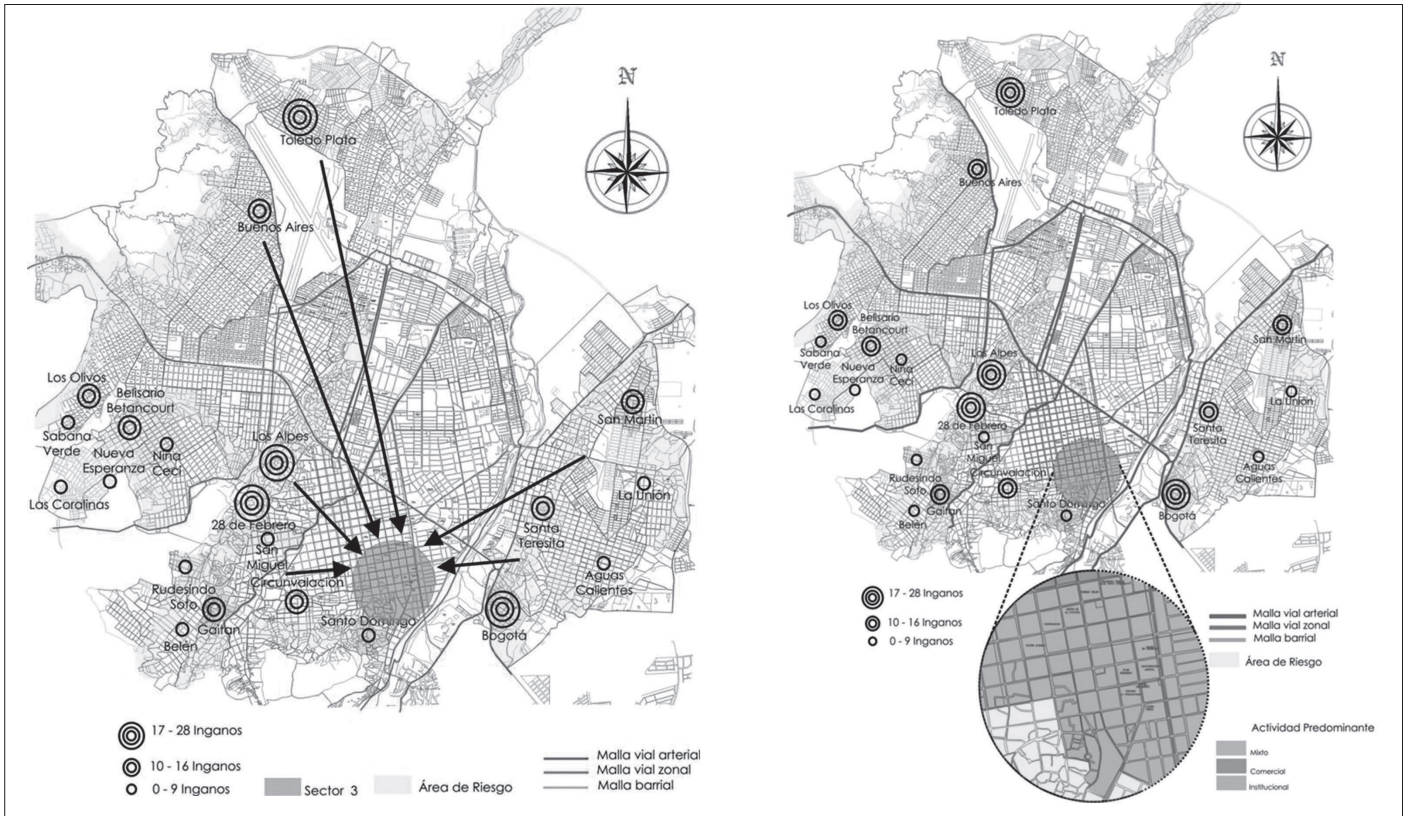 N
Toledo Plata
Buenos Aires
Los Olivos
Belisario
Betancourt
Sabana
Verde
Nueva
Esperanza
Nina
Ceci
Las Coralinas
Los Alpes
28 de Febrero
San
Miguel
Circunvalación
Rudesindo
Soto
Gaitan
Belén
Santo Domingo
San Martin
La Unión
Santa
Teresita
Aguas
Calientes
Bogotá
17 - 28 Inganos
10 - 16 Inganos
0 - 9 Inganos
Sector 3
Área de Riesgo
Malla vial arterial
Malla vial zonal
Malla barrial
N
Toledo Plata
Buenos Aires
Los Olivos
Belisario
Betancourt
Sabana
Verde
Nueva
Esperanza
Nina
Ceci
Las Coralinas
Los Alpes
28 de Febrero
San
Miguel
Circunvalación
Rudesindo
Soto
Gaitan
Belén
Santo Domingo
San Martin
La Unión
Santa
Teresita
Aguas
Calientes
Bogotá
17 - 28 Inganos
10 - 16 Inganos
0 - 9 Inganos
Malla vial arterial
Malla vial zonal
Malla barrial
Área de Riesgo
Actividad Predominante
Mixto
Comercial
Institucional